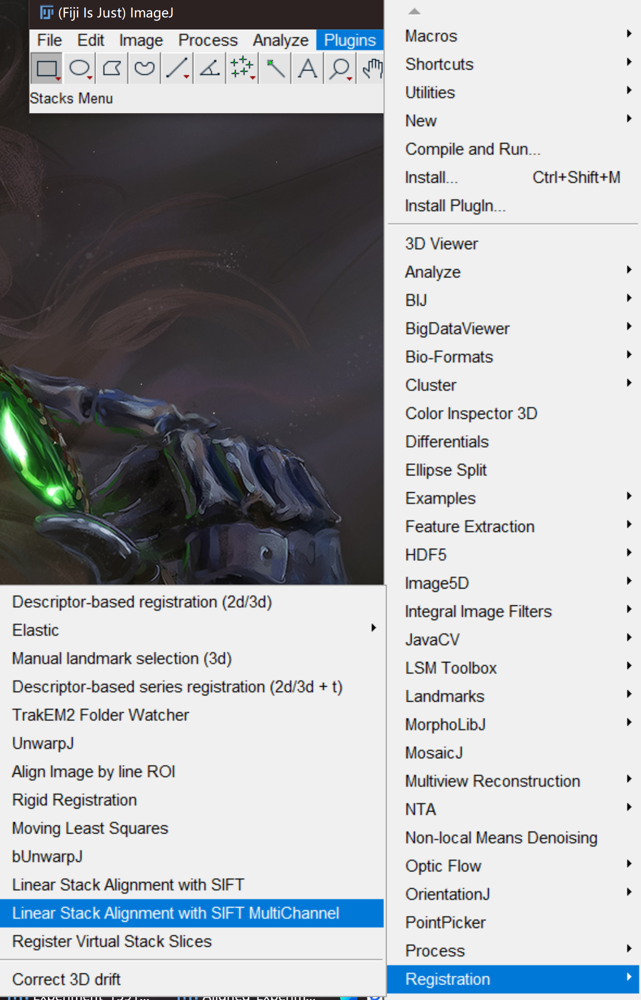 (Fiji Is Just) ImageJ
File Edit Image Process Analyze Plugins
Stacks Menu
Macros
Shortcuts
Utilities
New
Compile and Run...
Install... Ctrl+Shift+M
Install PlugIn...
3D Viewer
Analyze
BIJ
BigDataViewer
Bio-Formats
Cluster
Color Inspector 3D
Differentials
Ellipse Split
Examples
Feature Extraction
HDF5
Image5D
Integral Image Filters
JavaCV
LSM Toolbox
Landmarks
MorphoLibJ
MosaicJ
Multiview Reconstruction
NTA
Non-local Means Denoising
Optic Flow
OrientationJ
PointPicker
Process
Registration
Descriptor-based registration (2d/3d)
Elastic
Manual landmark selection (3d)
Descriptor-based series registration (2d/3d + t)
TrakEM2 Folder Watcher
UnwarpJ
Align Image by line ROI
Rigid Registration
Moving Least Squares
bUnwarpJ
Linear Stack Alignment with SIFT
Linear Stack Alignment with SIFT MultiChannel
Register Virtual Stack Slices
Correct 3D drift